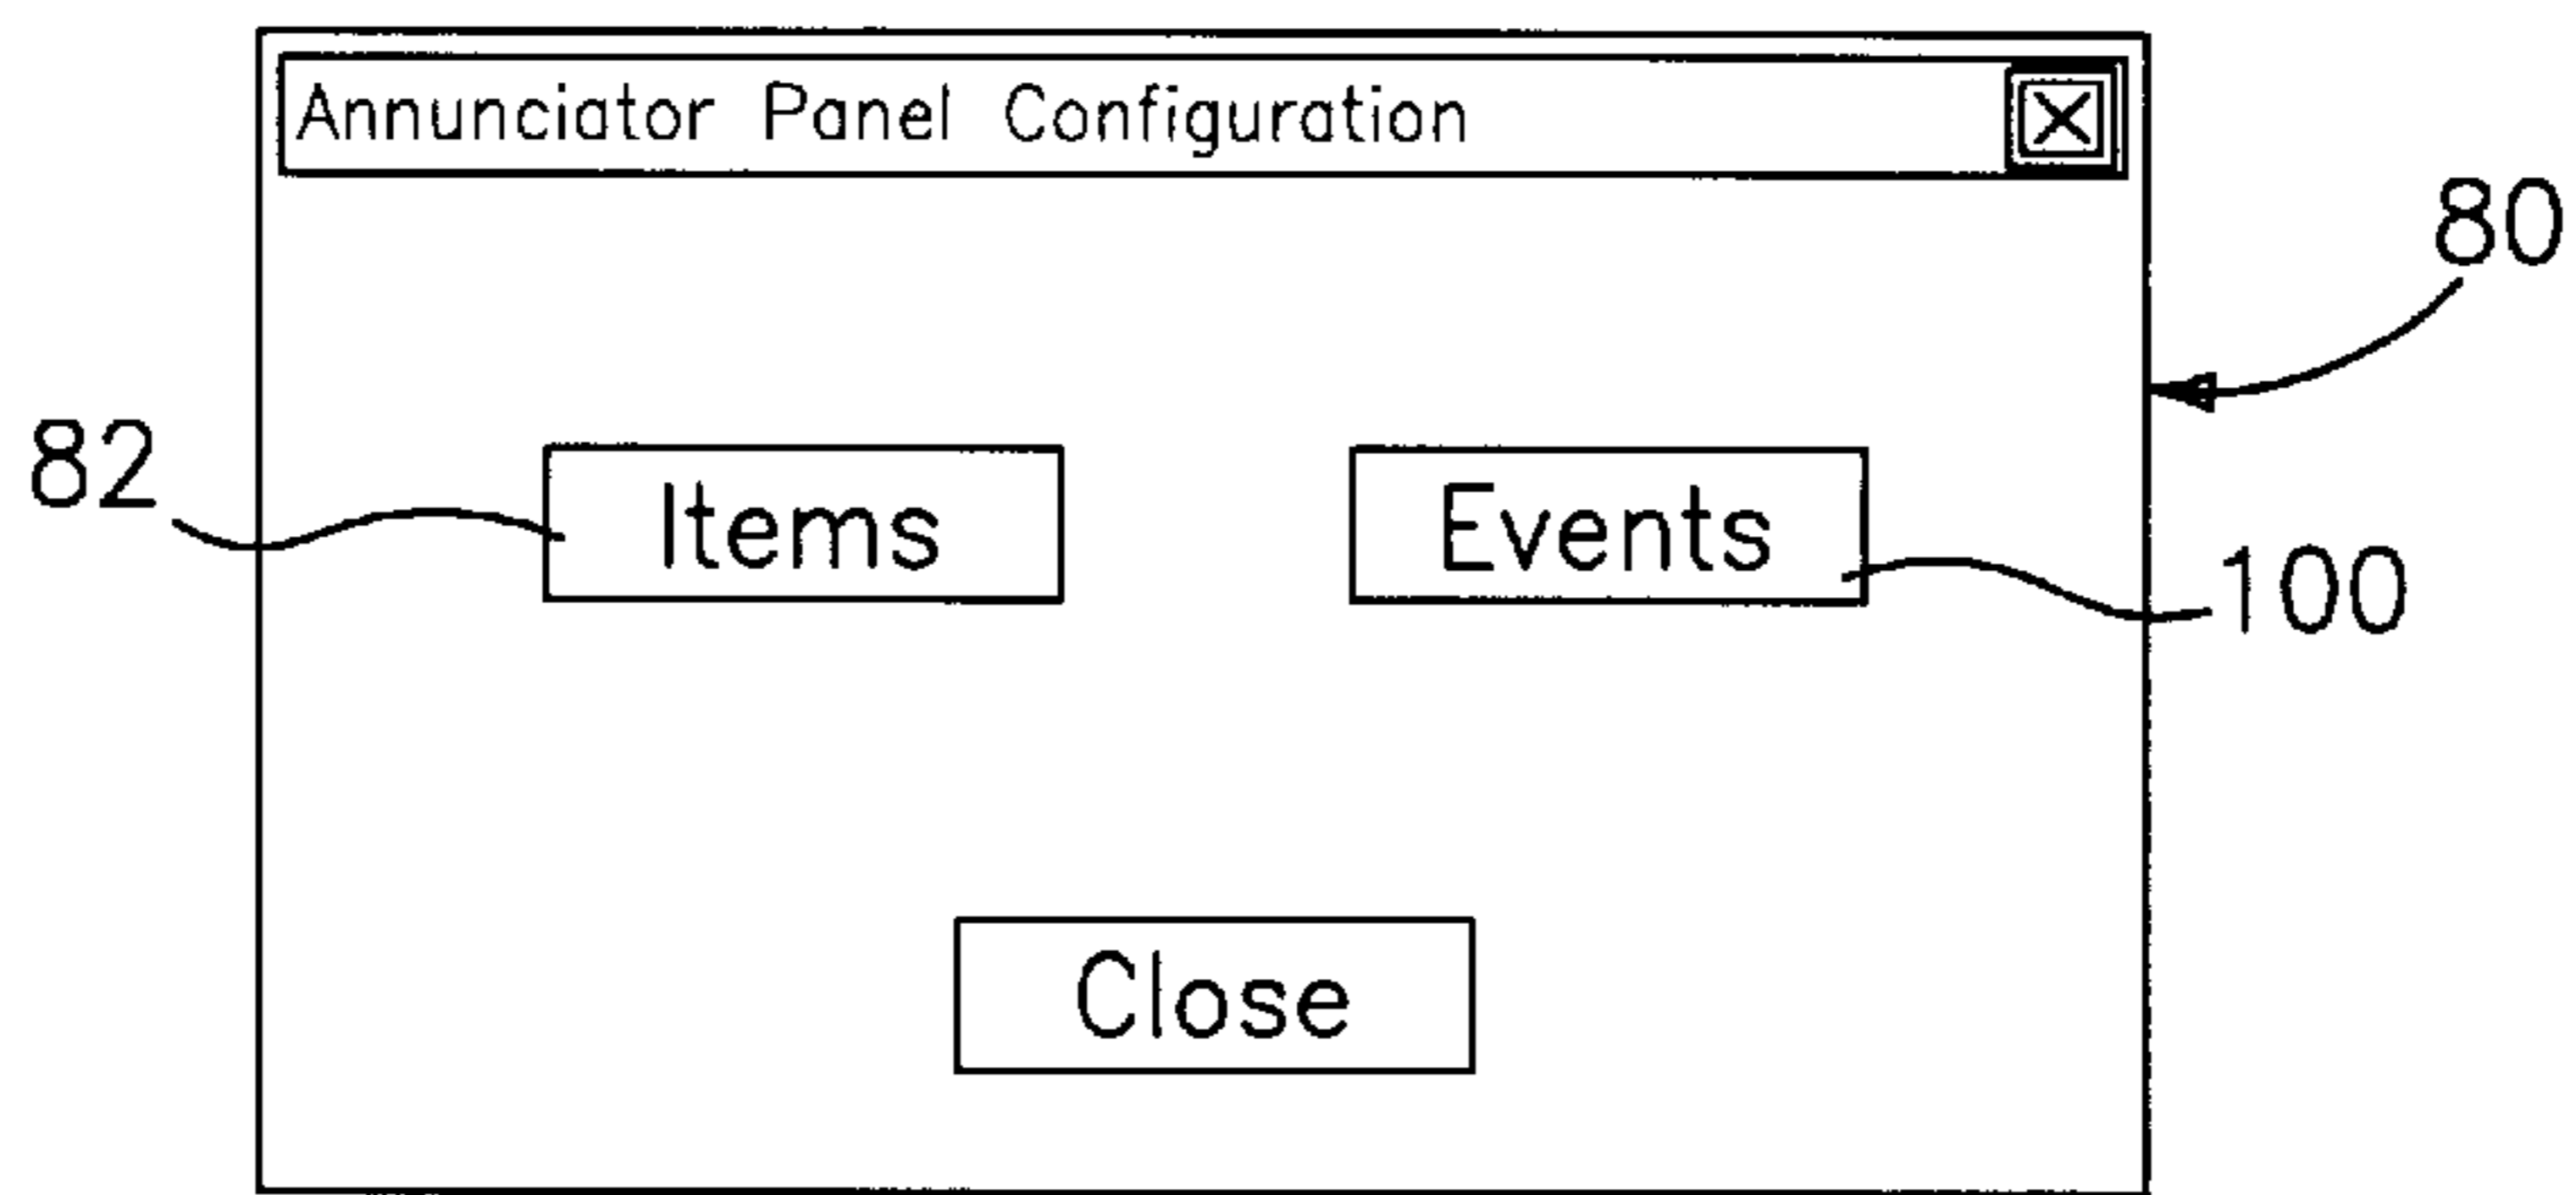 Annunciator Panel Configuration
80
82
Items
Events
100
Close